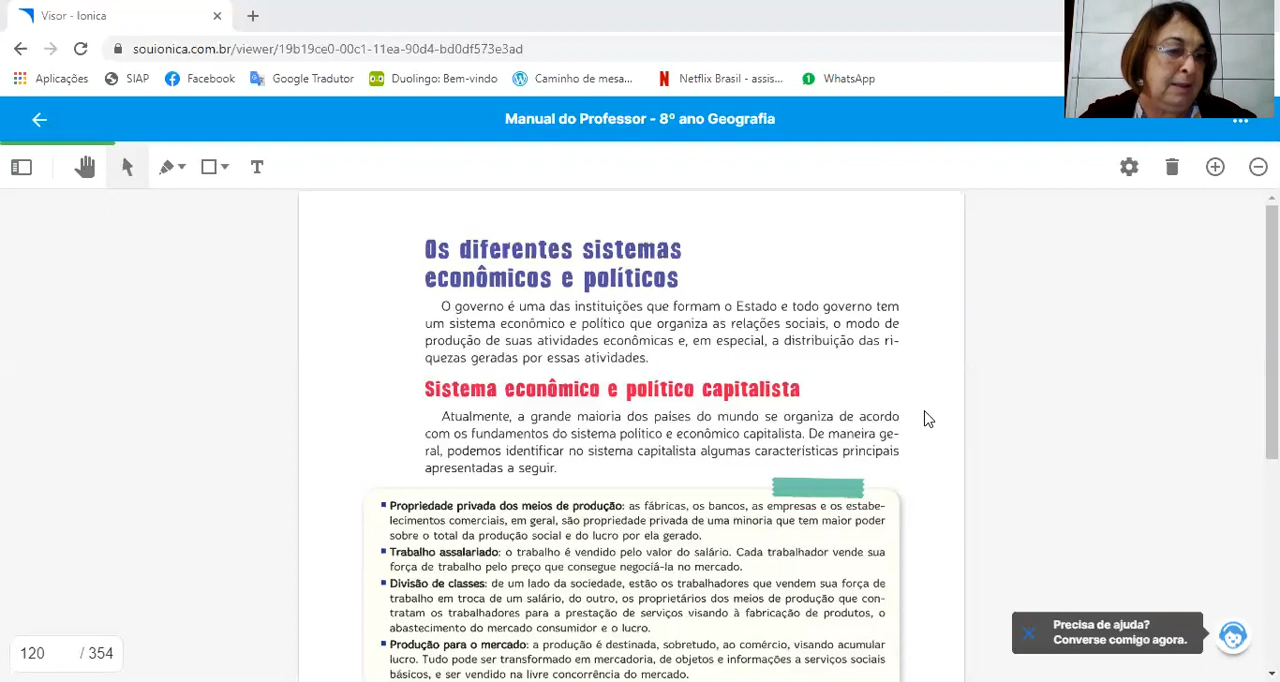 Visor - Ionica
souionica.com.br/viewer/19b19ce0-00c1-11ea-90d4-bd0df573e3ad
Aplicações SIAP Facebook Google Tradutor Duolingo: Bem-vindo Caminho de mesa... Netflix Brasil - assis... 1 WhatsApp
Manual do Professor - 8º ano Geografia
T
Os diferentes sistemas
econômicos e políticos
O governo é uma das instituições que formam o Estado e todo governo tem
um sistema econômico e político que organiza as relações sociais, o modo de
produção de suas atividades econômicas e, em especial, a distribuição das ri-
quezas geradas por essas atividades.
Sistema econômico e político capitalista
Atualmente, a grande maioria dos países do mundo se organiza de acordo
com os fundamentos do sistema político e econômico capitalista. De maneira ge-
ral, podemos identificar no sistema capitalista algumas características principais
apresentadas a seguir.
Propriedade privada dos meios de produção: as fábricas, os bancos, as empresas e os estabe-
lecimentos comerciais, em geral, são propriedade privada de uma minoria que tem maior poder
sobre o total da produção social e do lucro por ela gerado.
Trabalho assalariado: o trabalho é vendido pelo valor do salário. Cada trabalhador vende sua
força de trabalho pelo preço que consegue negociá-la no mercado.
Divisão de classes: de um lado da sociedade, estão os trabalhadores que vendem sua força de
trabalho em troca de um salário, do outro, os proprietários dos meios de produção que con-
tratam os trabalhadores para a prestação de serviços visando à fabricação de produtos, o
abastecimento do mercado consumidor e o lucro.
Produção para o mercado: a produção é destinada, sobretudo, ao comércio, visando acumular
lucro. Tudo pode ser transformado em mercadoria, de objetos e informações a serviços sociais
básicos, e ser vendido na livre concorrência do mercado.
120 / 354
Precisa de ajuda?
Converse comigo agora.